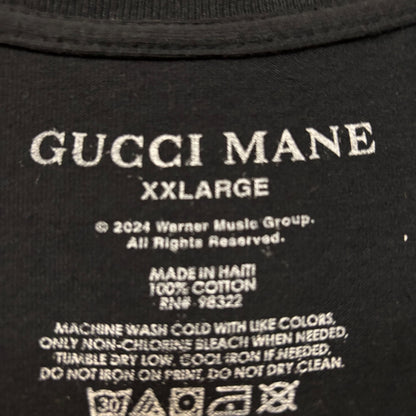 GUCCI MANE
XXLARGE
© 2024 Warner Music Group.
All Rights Reserved.
MADE IN HAITI
100% COTTON
RN# 98322
MACHINE WASH COLD WITH LIKE COLORS,
ONLY NON-CHLORINE BLEACH WHEN NEEDED,
TUMBLE DRY LOW. COOL IRON IF NEEDED,
DO NOT IRON ON PRINT. DO NOT DRY CLEAN.
30